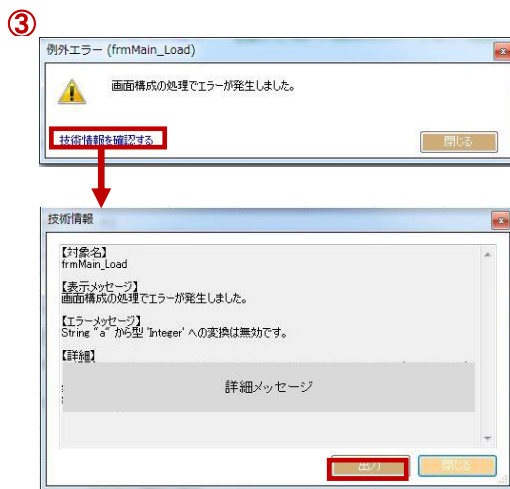 ③
例外エラー (frmMain_Load)
画面構成の処理でエラーが発生しました。
技術情報を確認する
閉じる
技術情報
【対象名】
frmMain_Load
【表示メッセージ】
画面構成の処理でエラーが発生しました。
【エラーメッセージ】
String "a" から型 'Integer' への変換は無効です。
【詳細】
詳細メッセージ
出力
閉じる